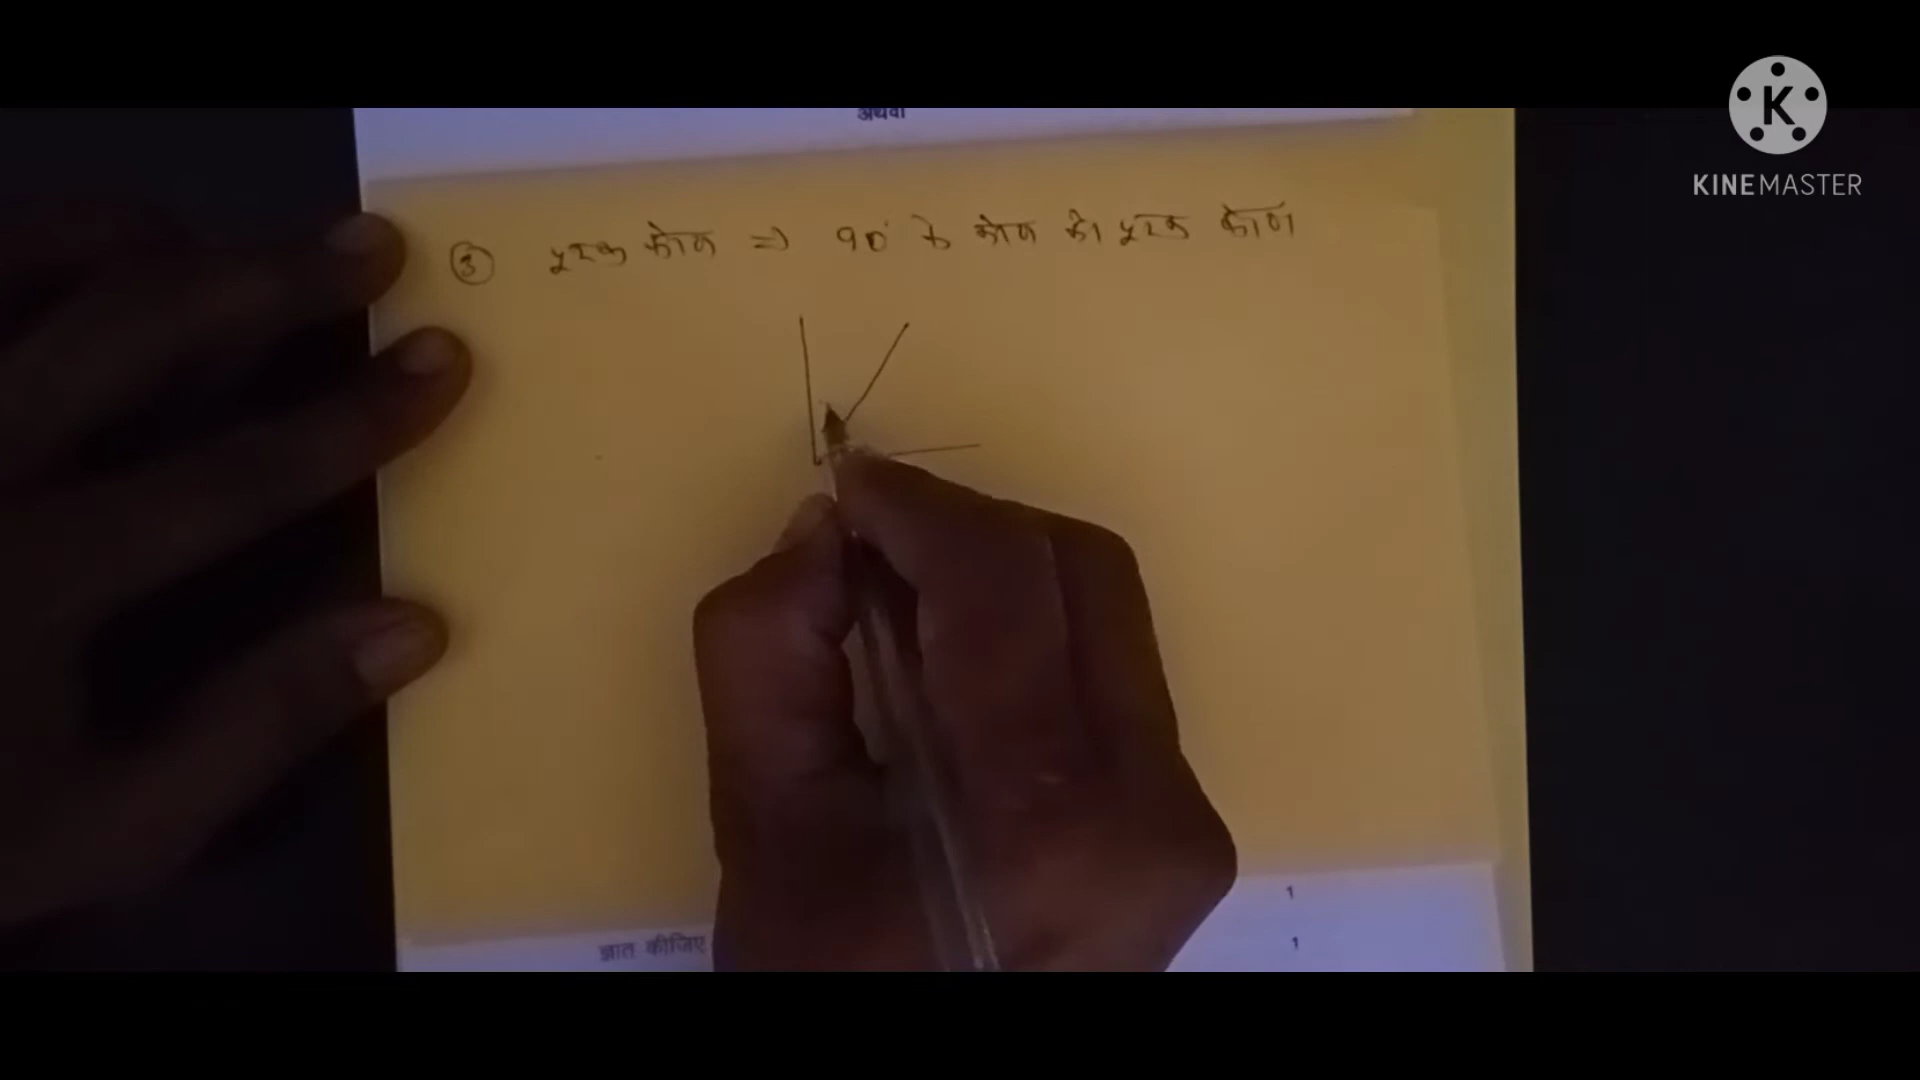 अथवा
③ पूरक कोण ⇒ 90° के कोण को पूरक कोण
1
ज्ञात कीजिए 1
K
KINEMASTER